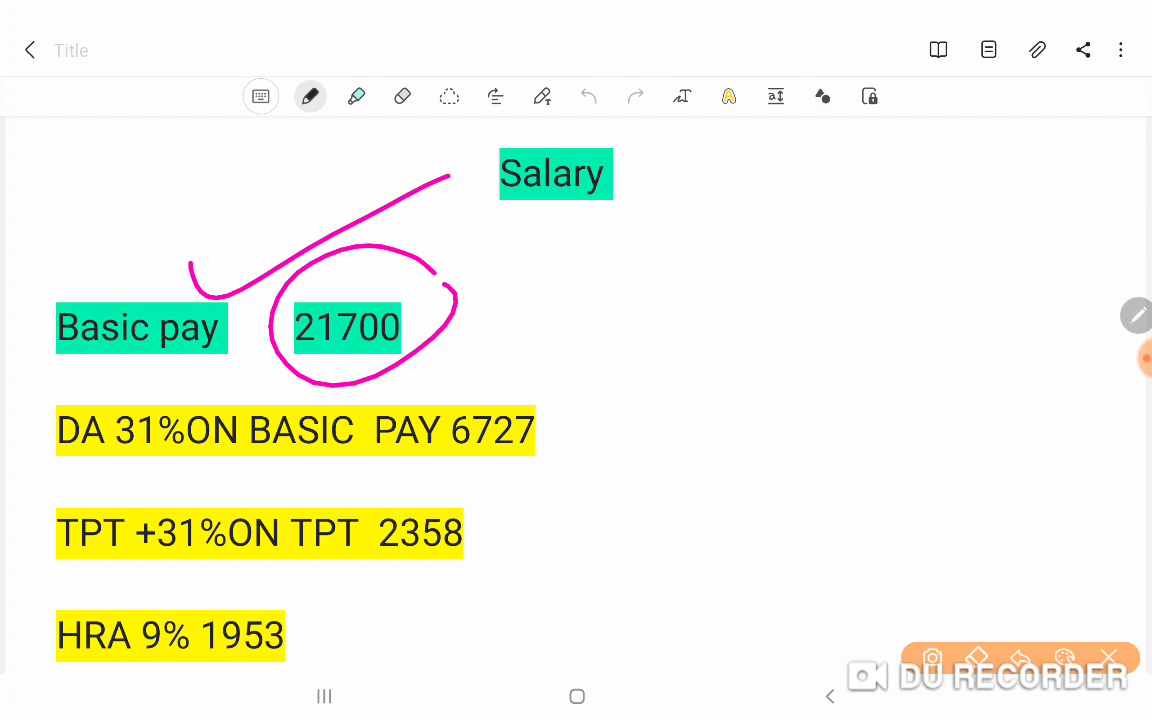 Title
Salary
Basic pay 21700
DA 31%ON BASIC PAY 6727
TPT +31%ON TPT 2358
HRA 9% 1953
DU RECORDER